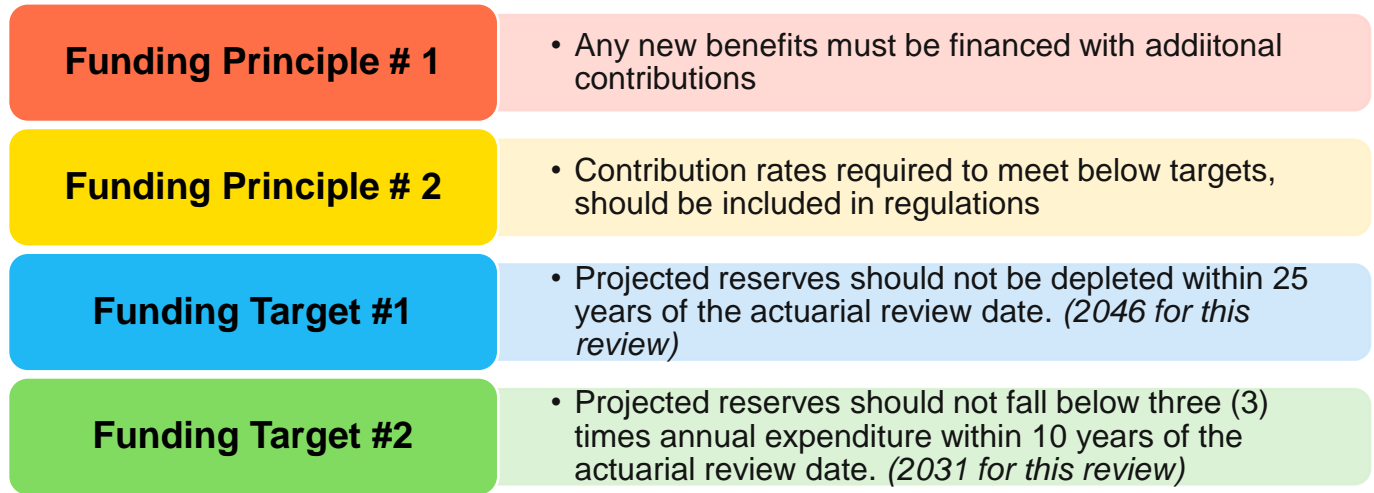 Funding Principle # 1
• Any new benefits must be financed with addiitonal
contributions
Funding Principle # 2
• Contribution rates required to meet below targets,
should be included in regulations
Funding Target #1
• Projected reserves should not be depleted within 25
years of the actuarial review date. (2046 for this
review)
Funding Target #2
• Projected reserves should not fall below three (3)
times annual expenditure within 10 years of the
actuarial review date. (2031 for this review)